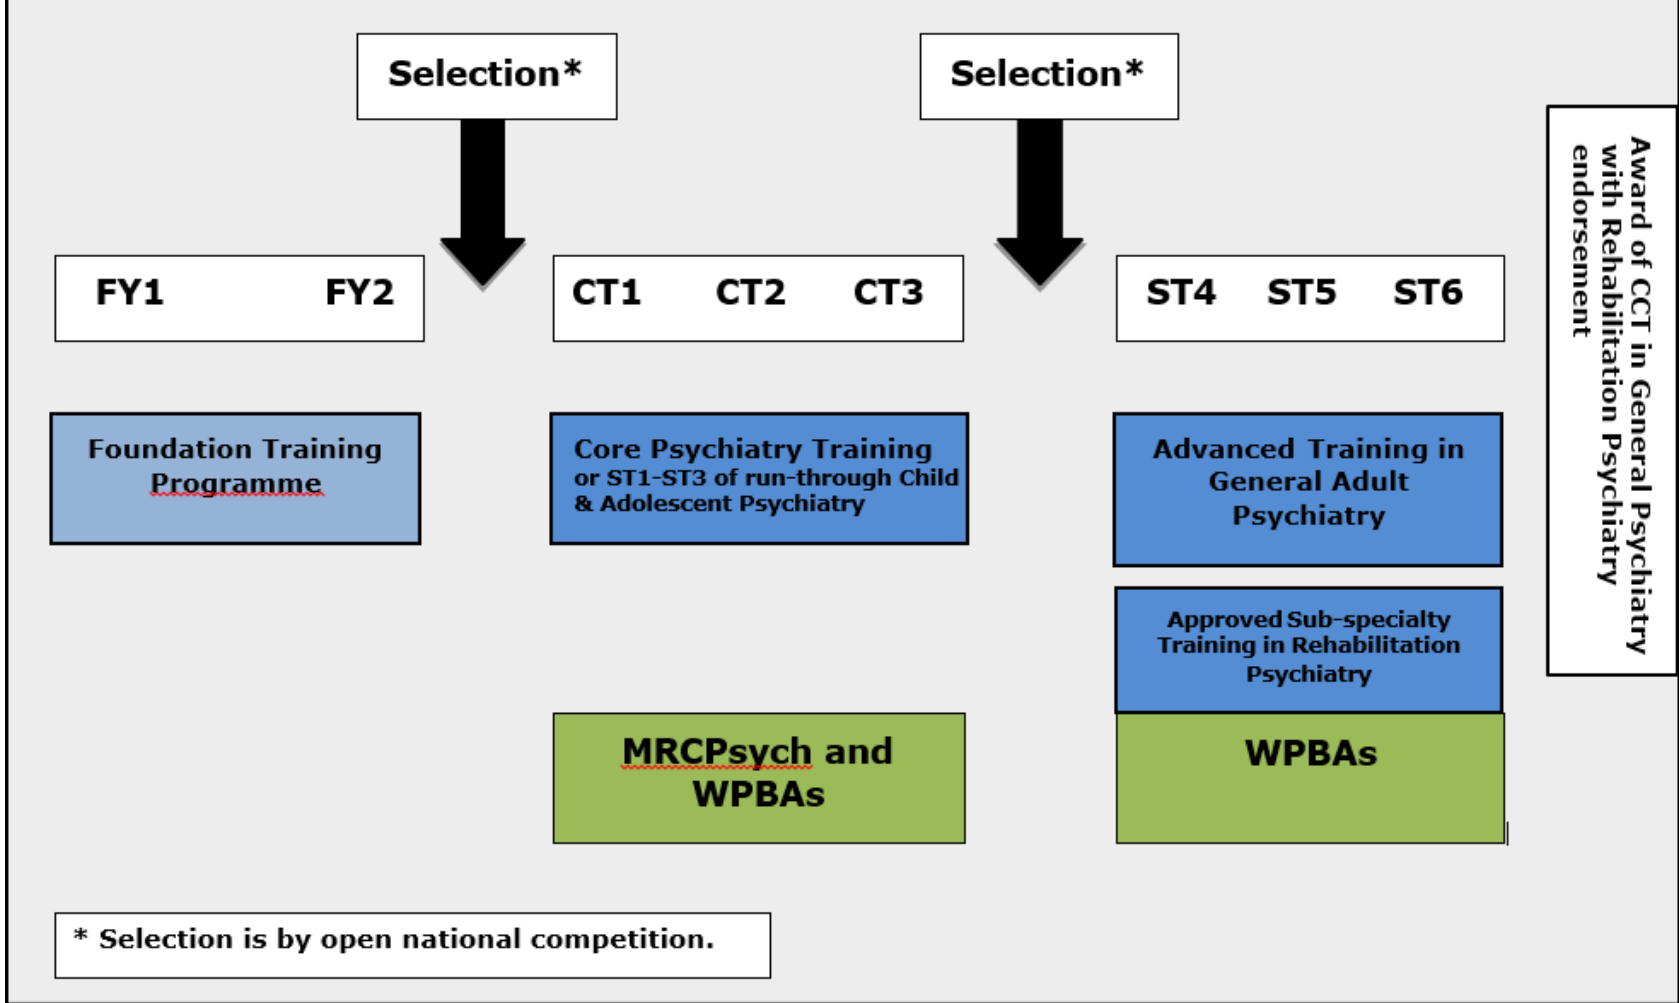 Selection*
Selection*
FY1 FY2
CT1 CT2 CT3
ST4 ST5 ST6
Foundation Training
Programme
Core Psychiatry Training
or ST1-ST3 of run-through Child
& Adolescent Psychiatry
Advanced Training in
General Adult
Psychiatry
Approved Sub-specialty
Training in Rehabilitation
Psychiatry
MRCPsych and
WPBAs
WPBAs
Award of CCT in General Psychiatry
with Rehabilitation Psychiatry
endorsement
* Selection is by open national competition.